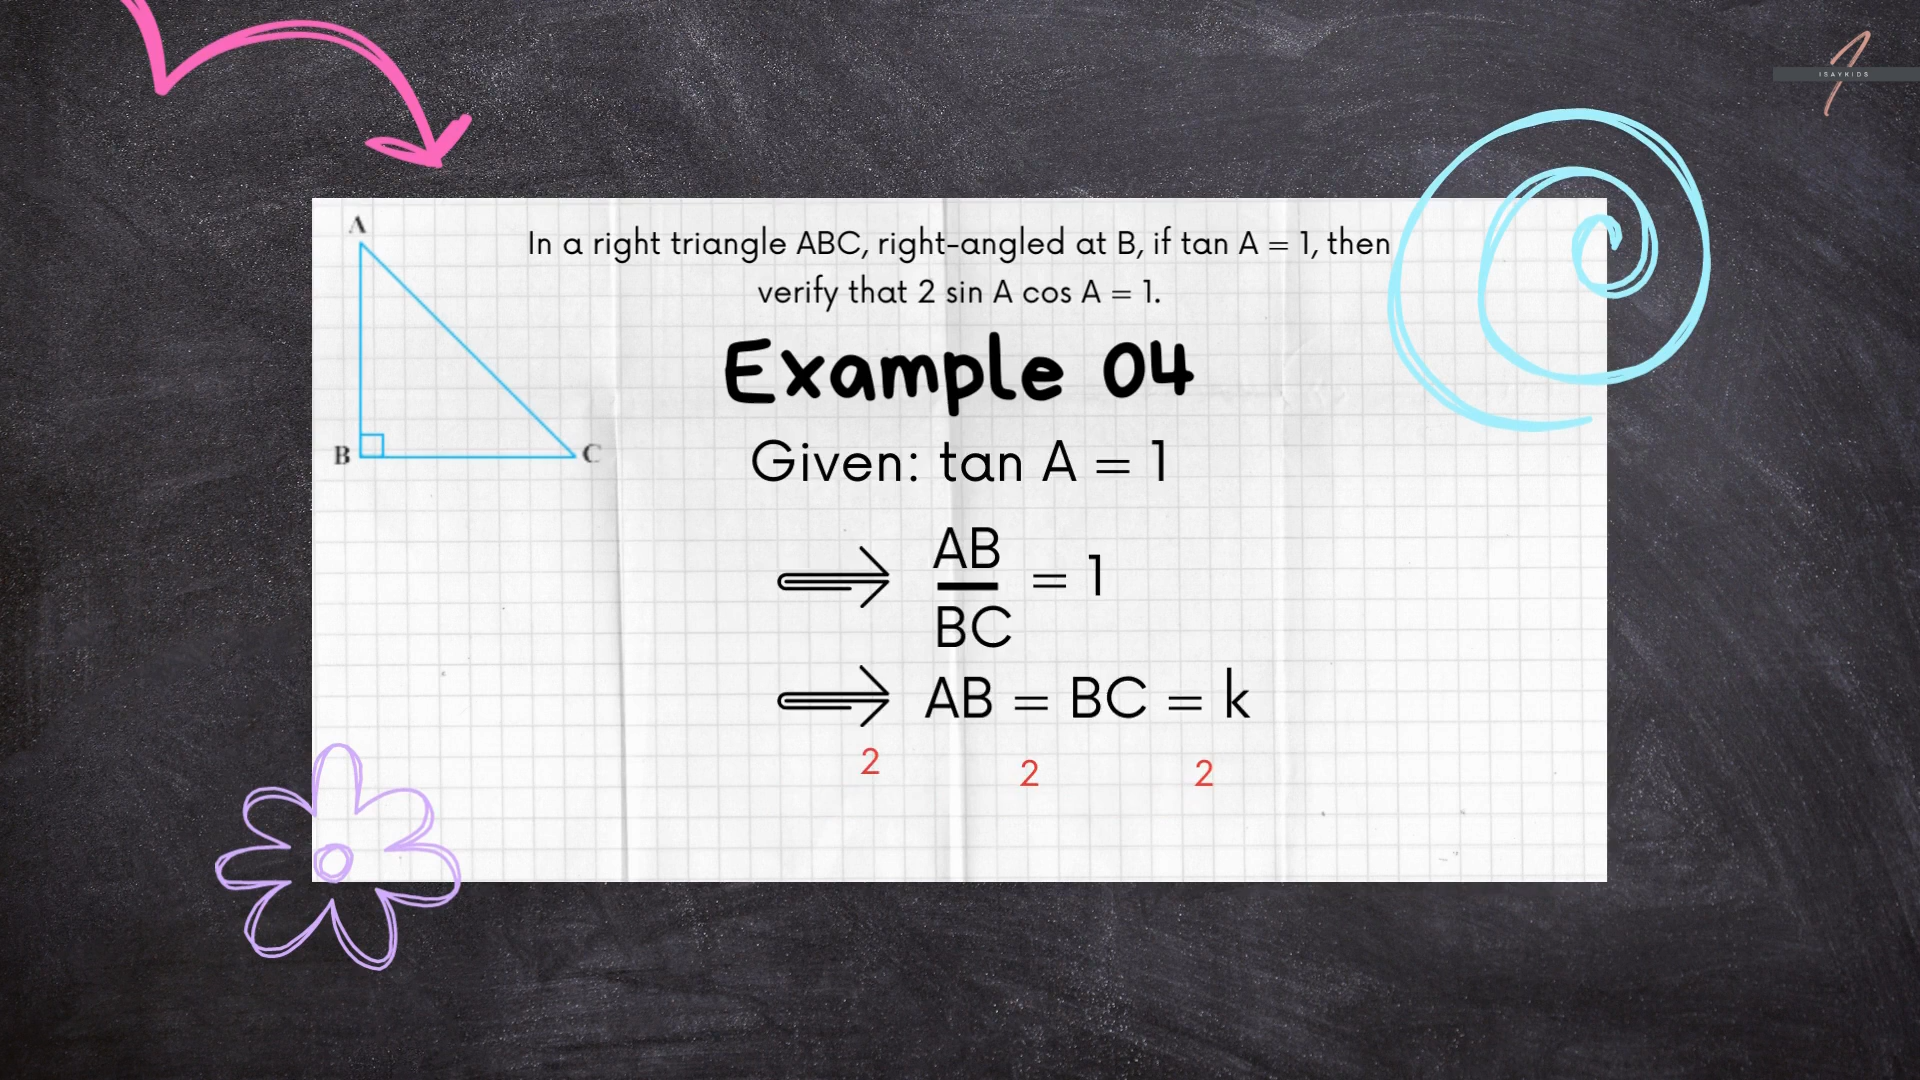 ISAYKIDS
A
In a right triangle ABC, right-angled at B, if tan A = 1, then
verify that 2 sin A cos A = 1.
Example 04
B
C
Given: tan A = 1
AB
= 1
BC
AB = BC = k
2
2
2